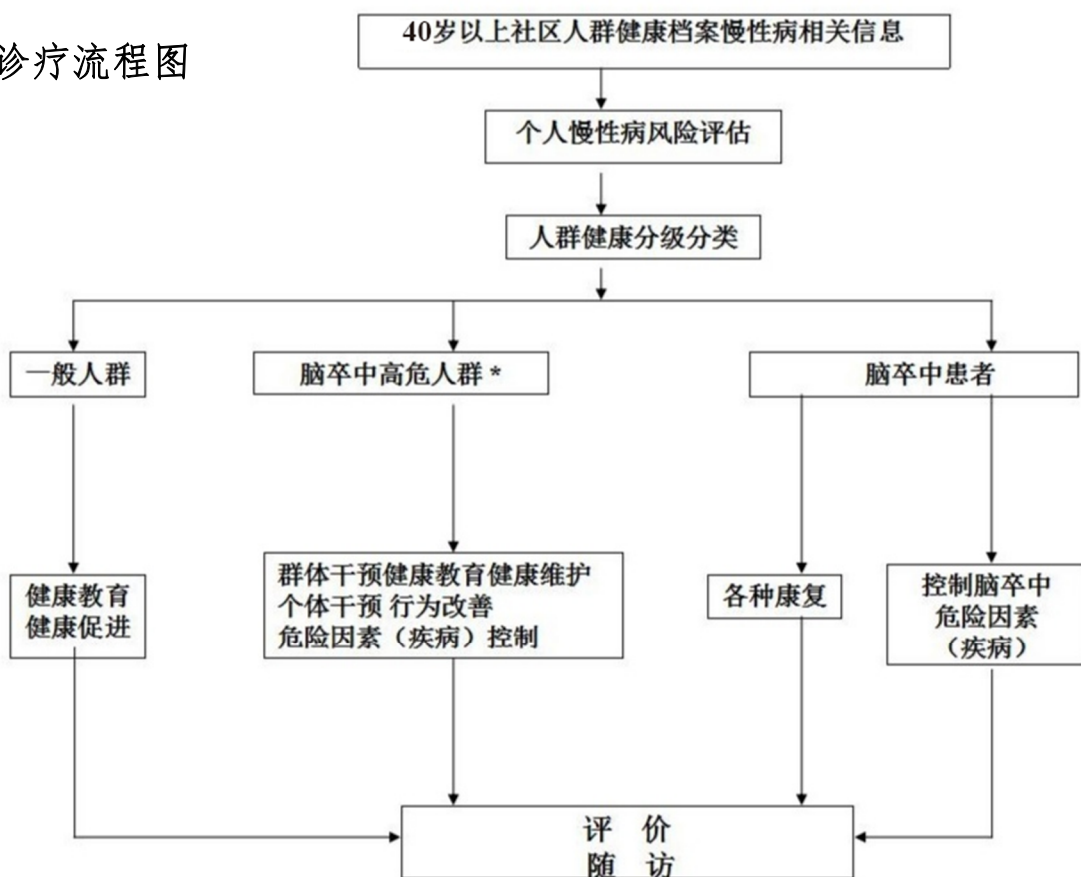 诊疗流程图
40岁以上社区人群健康档案慢性病相关信息
个人慢性病风险评估
人群健康分级分类
一般人群
脑卒中高危人群*
脑卒中患者
健康教育
健康促进
群体干预健康教育健康维护
个体干预 行为改善
危险因素（疾病）控制
各种康复
控制脑卒中
危险因素
（疾病）
评 价
随 访